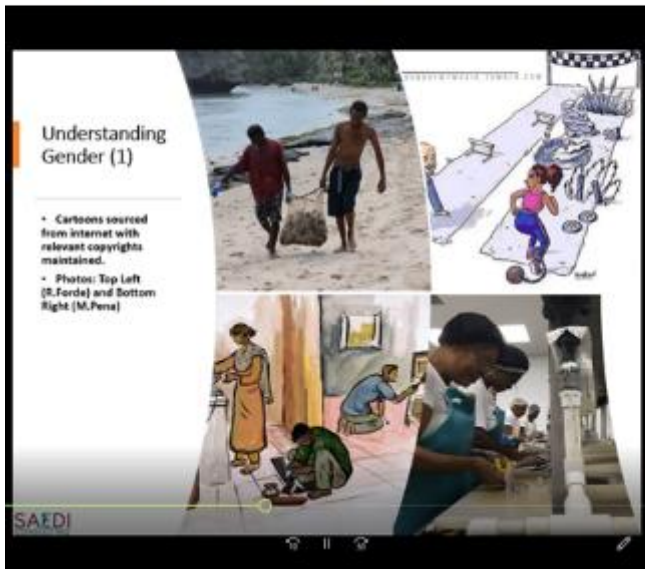 Understanding
Gender (1)
• Cartoons sourced
from internet with
relevant copyrights
maintained.
• Photos: Top Left
(R.Forde) and Bottom
Right (M.Pena)
SAEDI